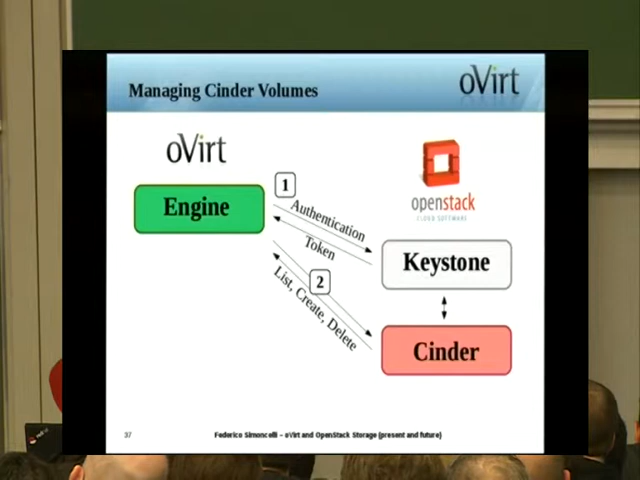 Managing Cinder Volumes
oVirt
oVirt
openstack
CLOUD SOFTWARE
1
Engine
Authentication
Token
Keystone
2
List, Create, Delete
Cinder
37
Federico Simoncelli – oVirt and OpenStack Storage (present and future)